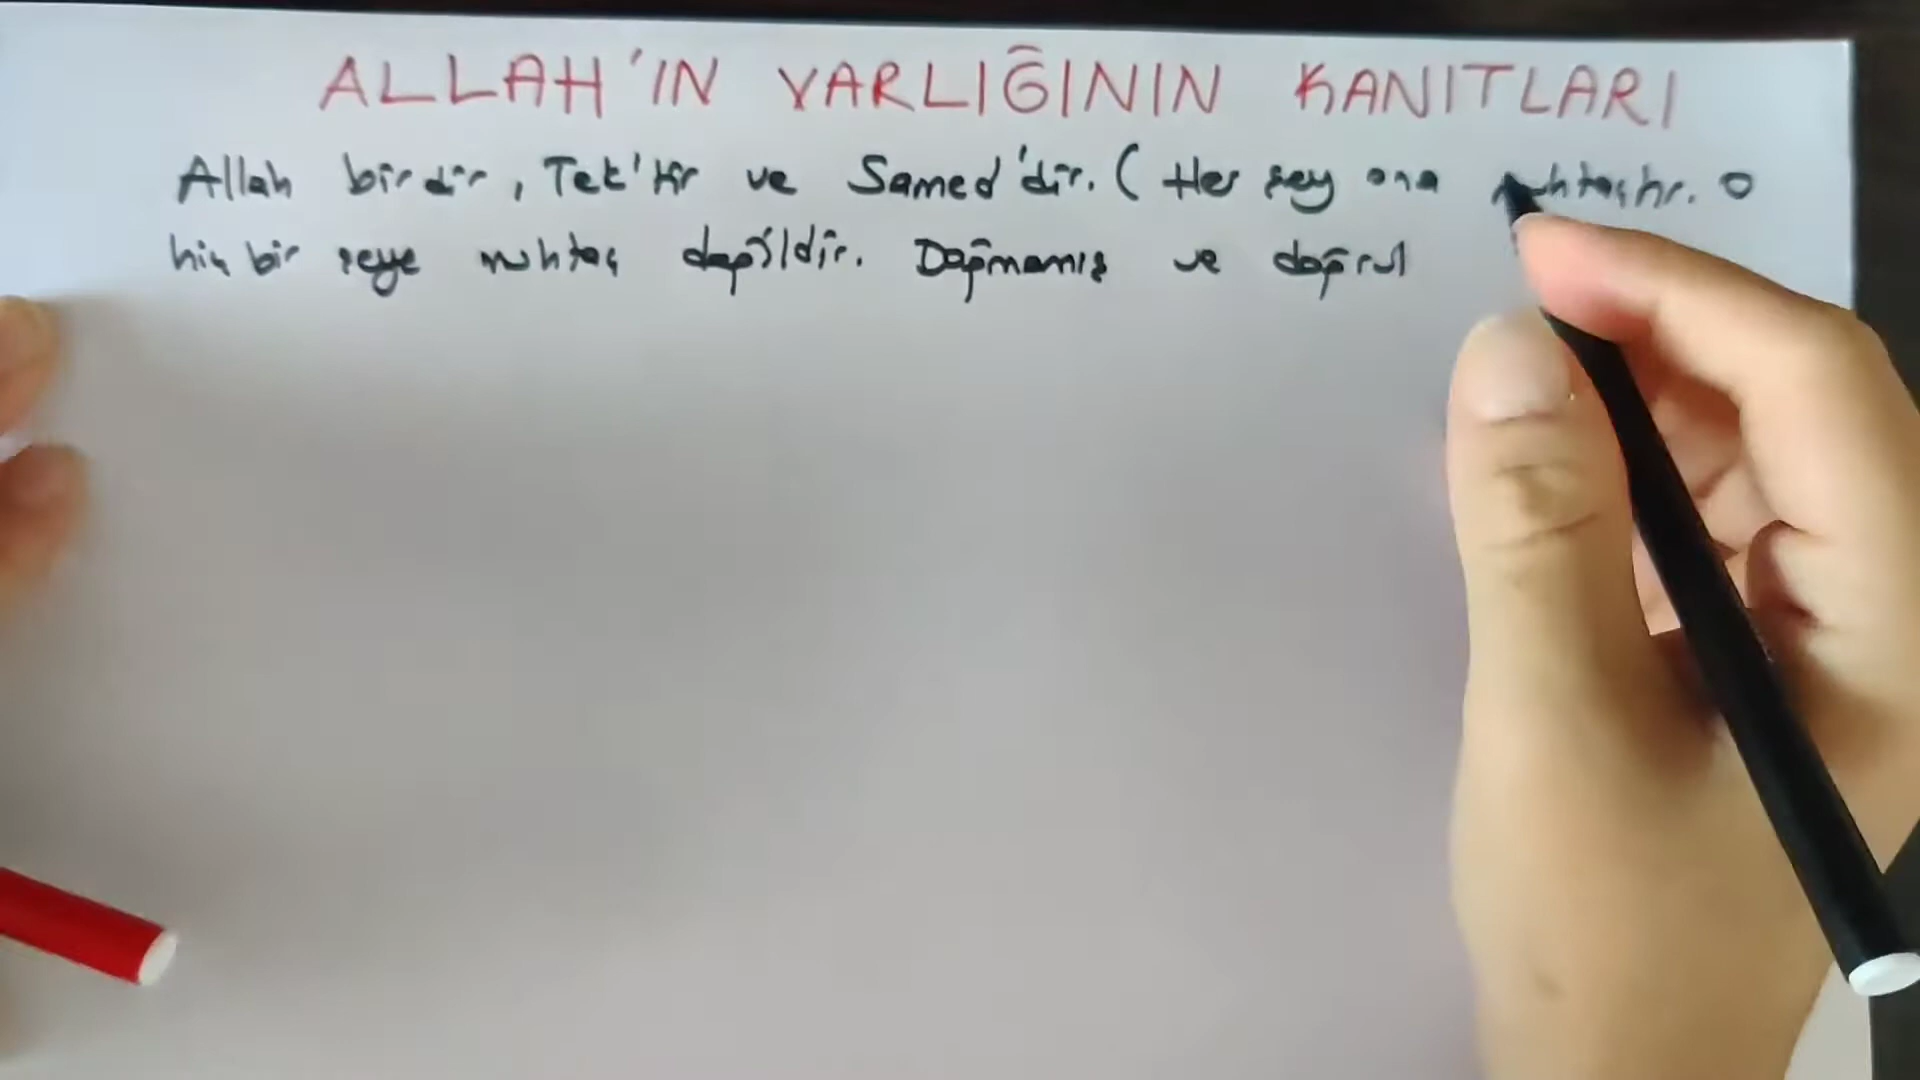 ALLAH'IN VARLIĞININ KANITLARI
Allah birdir, Tek'tir ve Samed'dir. (Her şey ona muhtaçtır. O
hiç bir şeye muhtaç değildir. Doğmamış ve doğrul